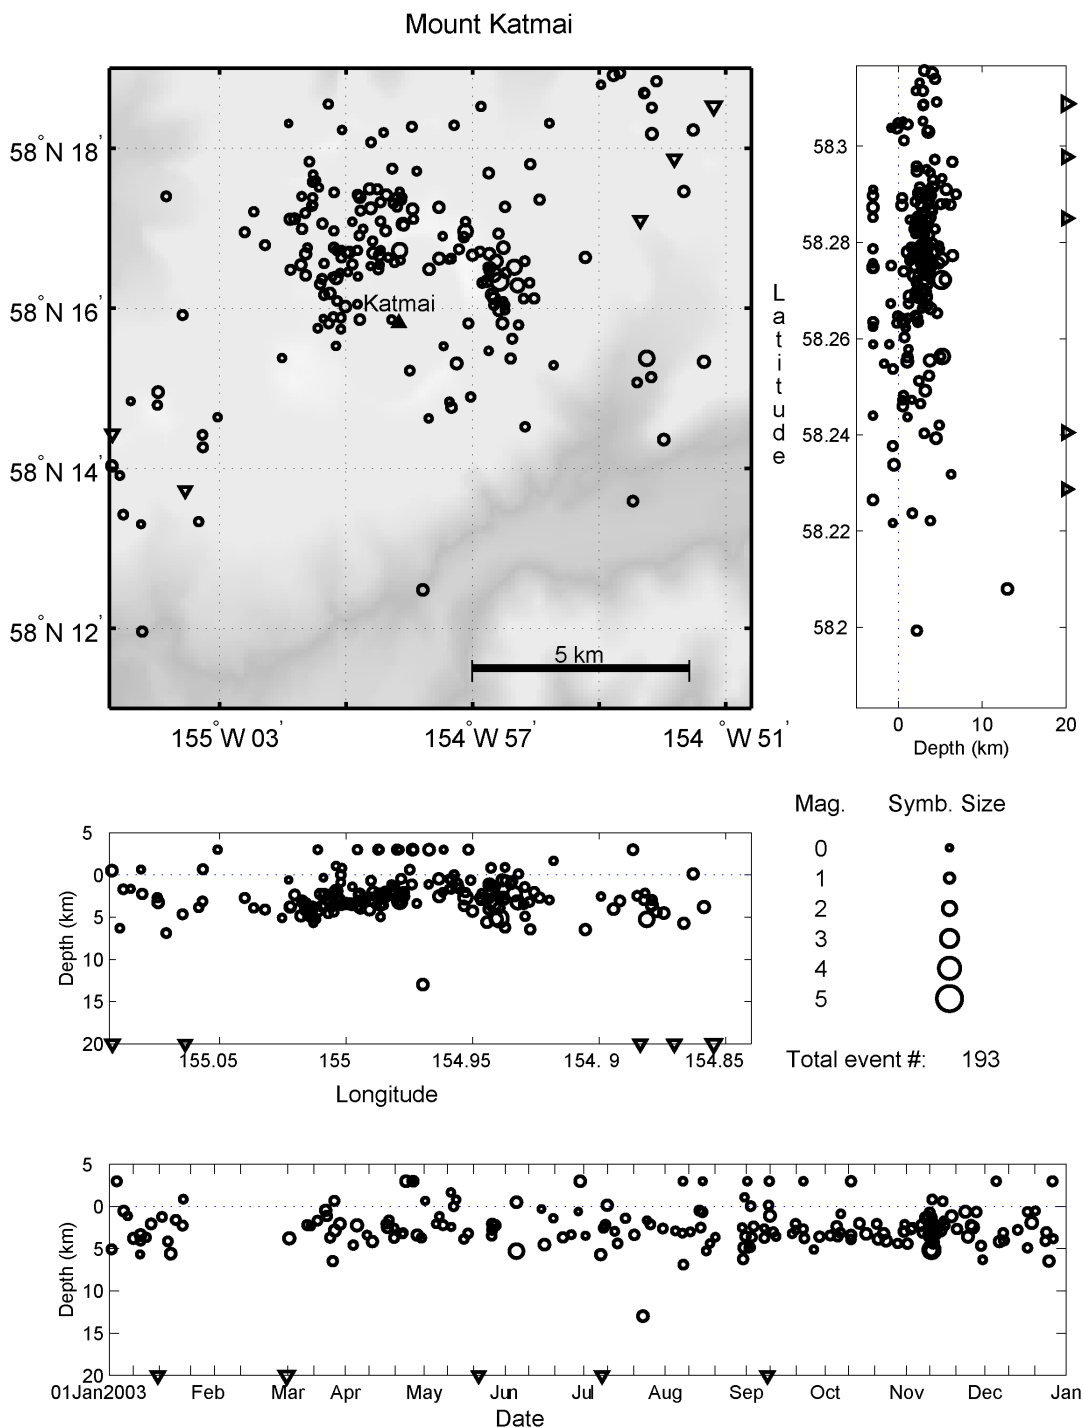 Mount Katmai
58°N 18'
58°N 16'
58°N 14'
58°N 12'
Katmai
5 km
155°W 03'
154°W 57'
154 °W 51'
58.3
58.28
58.26
58.24
58.22
58.2
Latitude
0
10
20
Depth (km)
5
0
5
10
15
20
Depth (km)
155.05
155
154.95
154.9
154.85
Longitude
Mag. Symb. Size
0
1
2
3
4
5
Total event #: 193
5
0
5
10
15
20
Depth (km)
01Jan2003 Feb Mar Apr May Jun Jul Aug Sep Oct Nov Dec Jan
Date